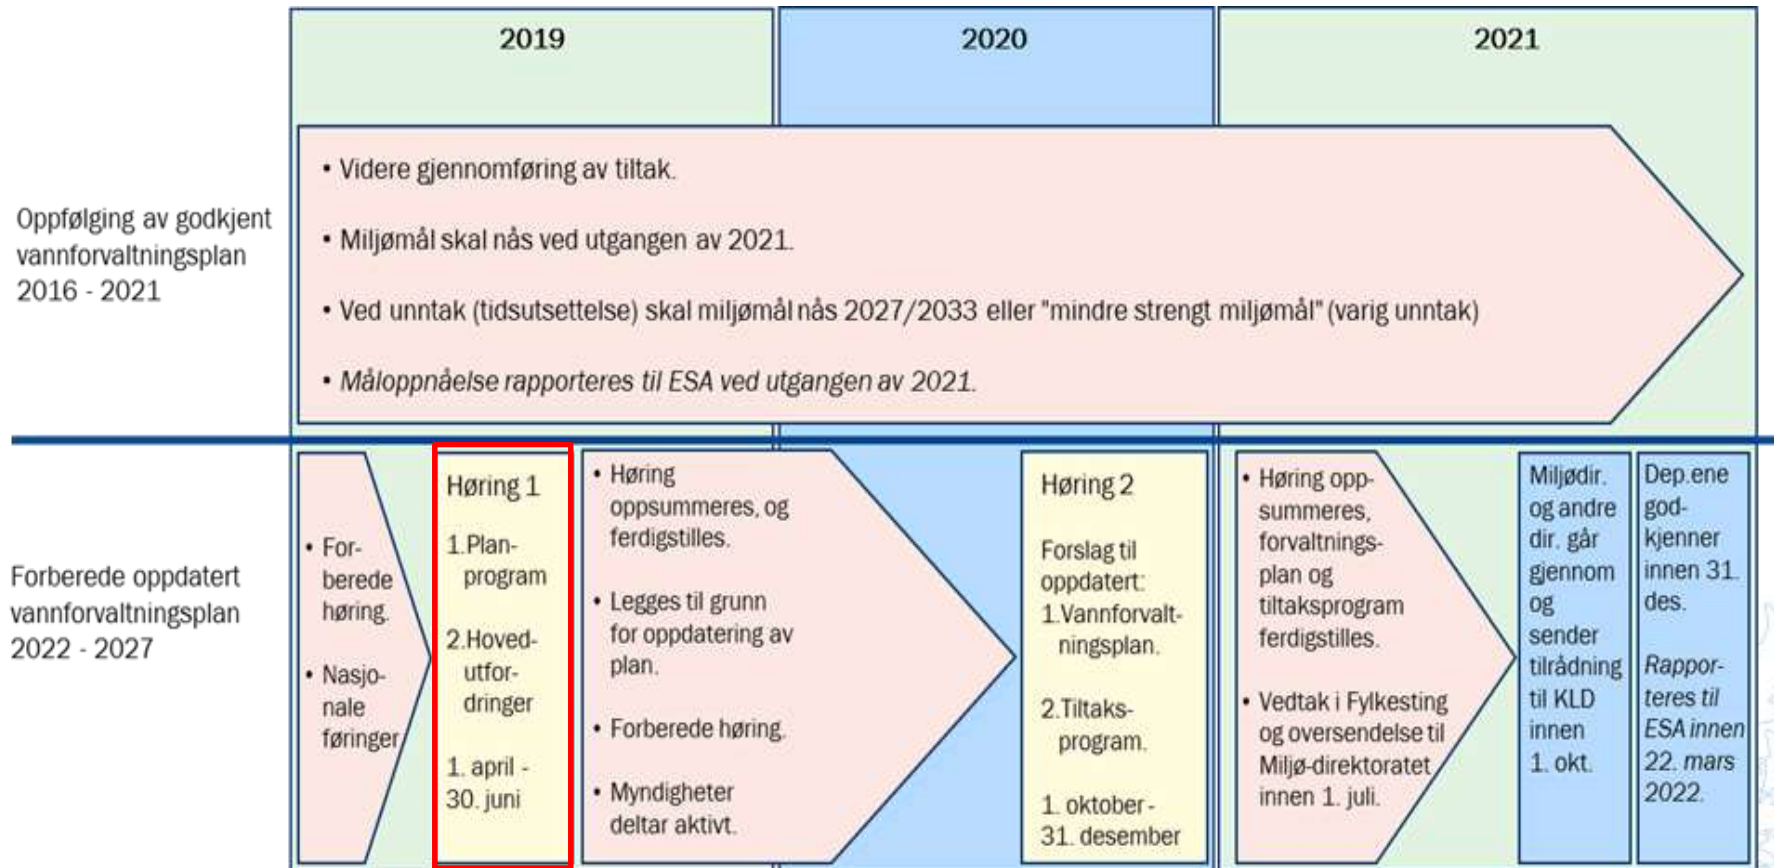 2019
2020
2021
Oppfølging av godkjent
vannforvaltningsplan
2016 - 2021
• Videre gjennomføring av tiltak.
• Miljømål skal nås ved utgangen av 2021.
• Ved unntak (tidsutsettelse) skal miljømål nås 2027/2033 eller "mindre strengt miljømål" (varig unntak)
• Måloppnåelse rapporteres til ESA ved utgangen av 2021.
Forberede oppdatert
vannforvaltningsplan
2022 - 2027
• For-
berede
høring.
• Nasjo-
nale
føringer
Høring 1
1.Plan-
program
2.Hoved-
utfor-
dringer
1. april -
30. juni
• Høring
oppsummeres, og
ferdigstilles.
• Legges til grunn
for oppdatering av
plan.
• Forberede høring.
• Myndigheter
deltar aktivt.
Høring 2
Forslag til
oppdatert:
1.Vannforvalt-
ningsplan.
2.Tiltaks-
program.
1. oktober -
31. desember
• Høring opp-
summeres,
forvaltnings-
plan og
tiltaksprogram
ferdigstilles.
• Vedtak i Fylkesting
og oversendelse til
Miljø-direktoratet
innen 1. juli.
Miljødir.
og andre
dir. går
gjennom
og
sender
tilrådning
til KLD
innen
1. okt.
Dep.ene
god-
kjenner
innen 31.
des.
Rappor-
teres til
ESA innen
22. mars
2022.